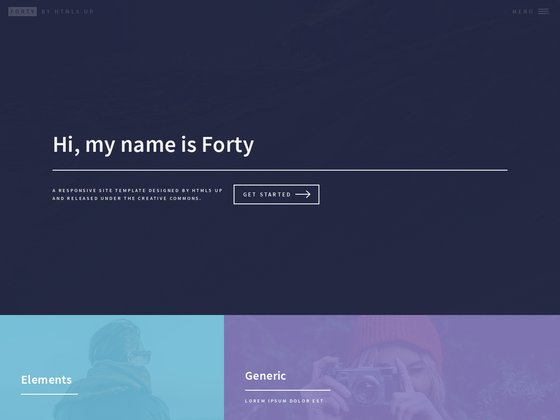 FORTY BY HTML5 UP
MENU
Hi, my name is Forty
A RESPONSIVE SITE TEMPLATE DESIGNED BY HTML5 UP
AND RELEASED UNDER THE CREATIVE COMMONS.
GET STARTED
Elements
Generic
LOREM IPSUM DOLOR EST